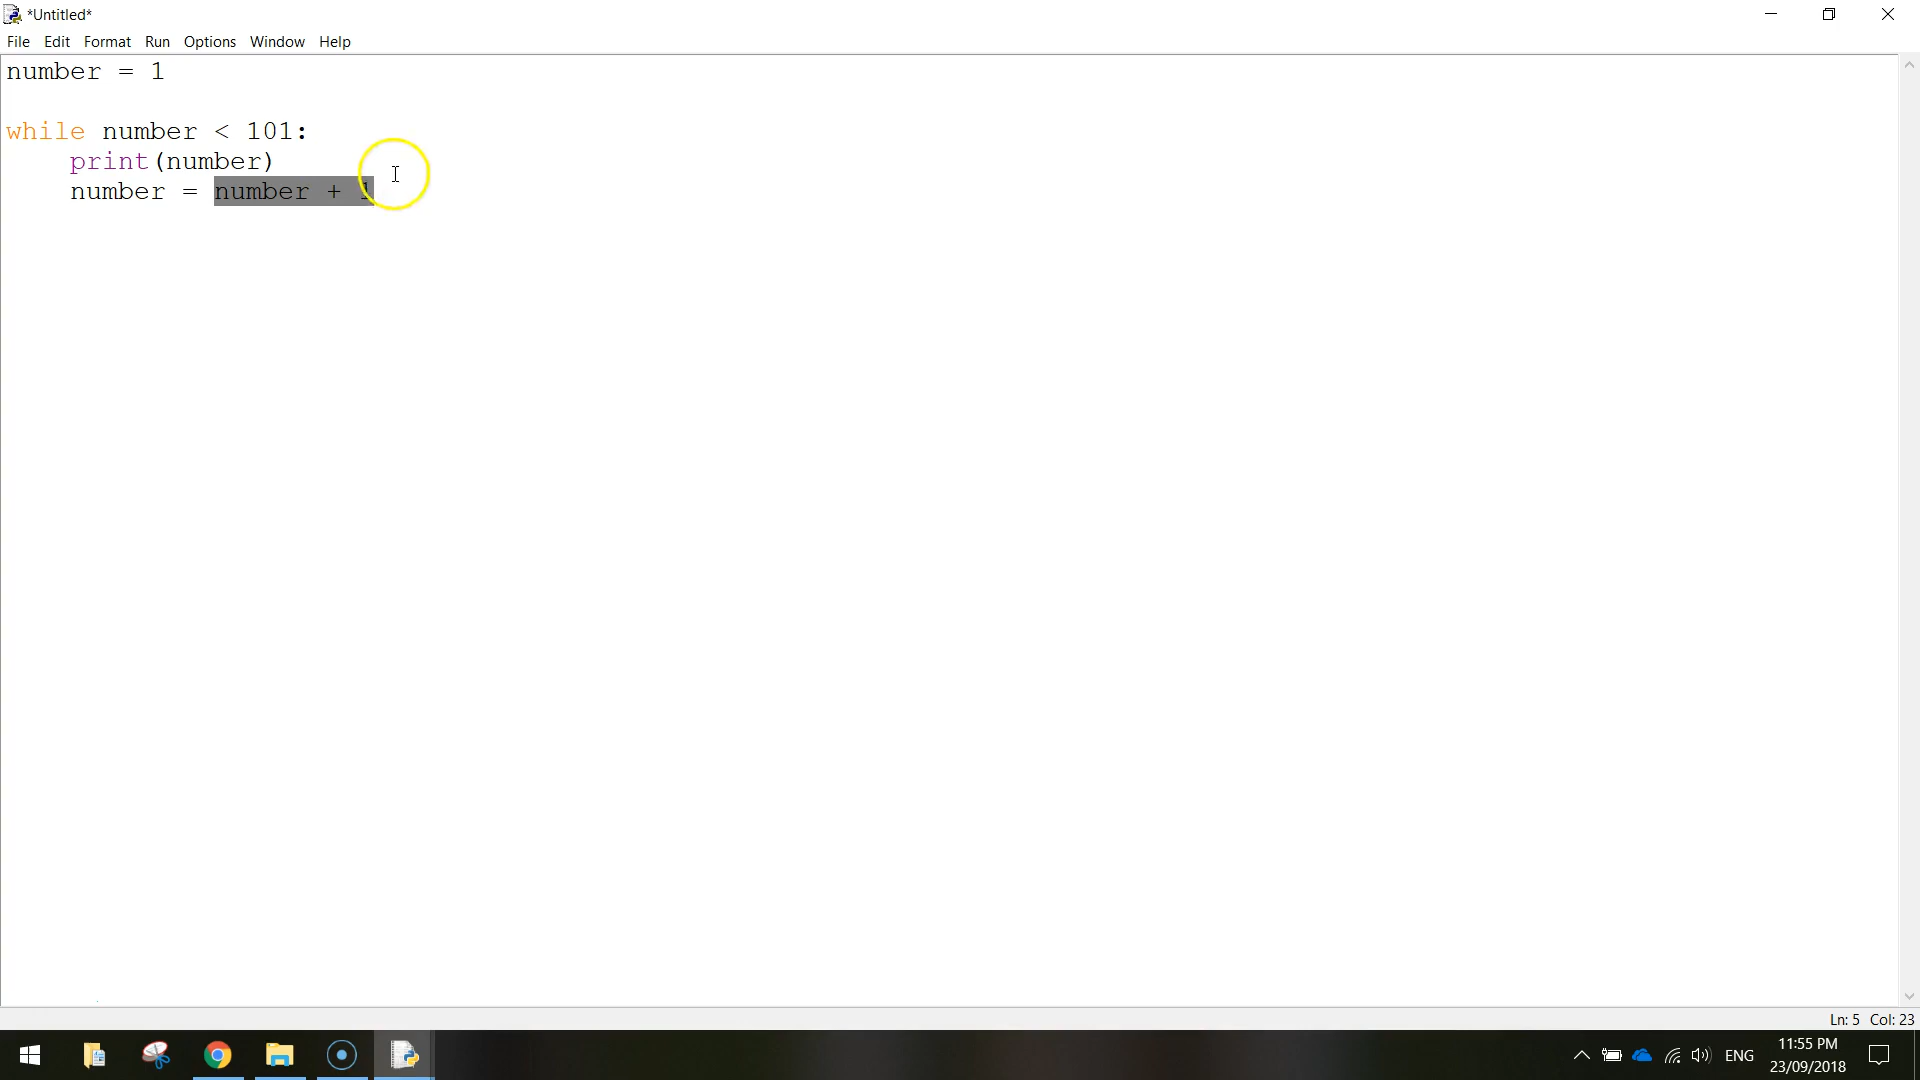 *Untitled*
File Edit Format Run Options Window Help
number = 1
while number < 101:
    print(number)
    number = number + 1
Ln: 5 Col: 23
ENG
11:55 PM
23/09/2018